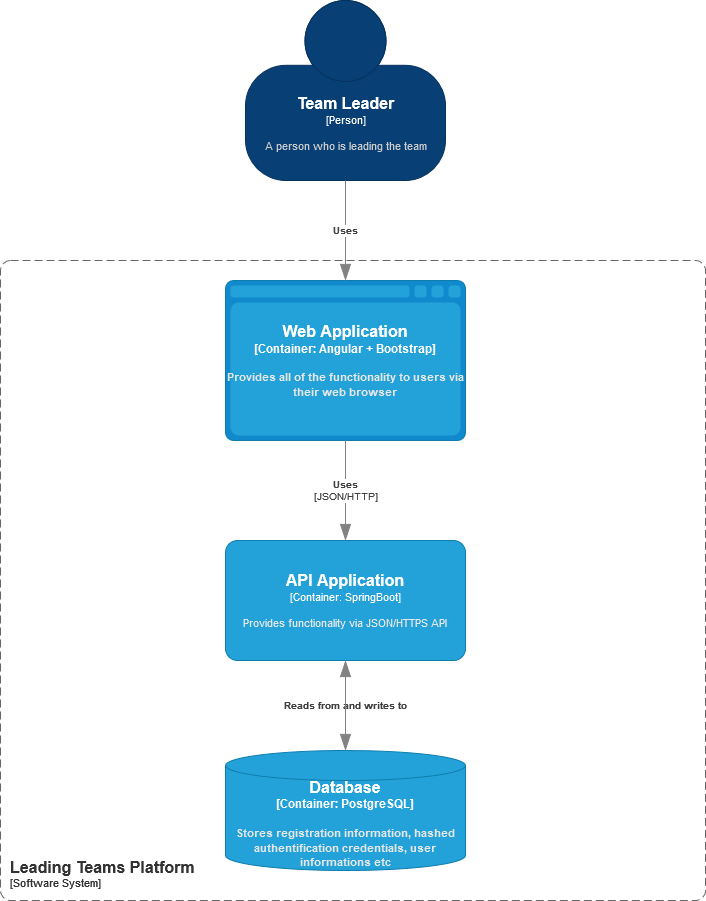 Team Leader
[Person]
A person who is leading the team
Uses
Web Application
[Container: Angular + Bootstrap]
Provides all of the functionality to users via
their web browser
Uses
[JSON/HTTP]
API Application
[Container: SpringBoot]
Provides functionality via JSON/HTTPS API
Reads from and writes to
Database
[Container: PostgreSQL]
Stores registration information, hashed
authentification credentials, user
informations etc
Leading Teams Platform
[Software System]